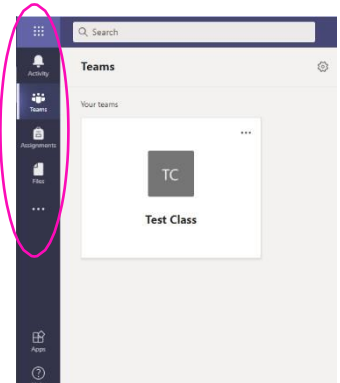 Search
Activity
Teams
Teams
Your teams
Assignments
TC
Files
Test Class
Apps